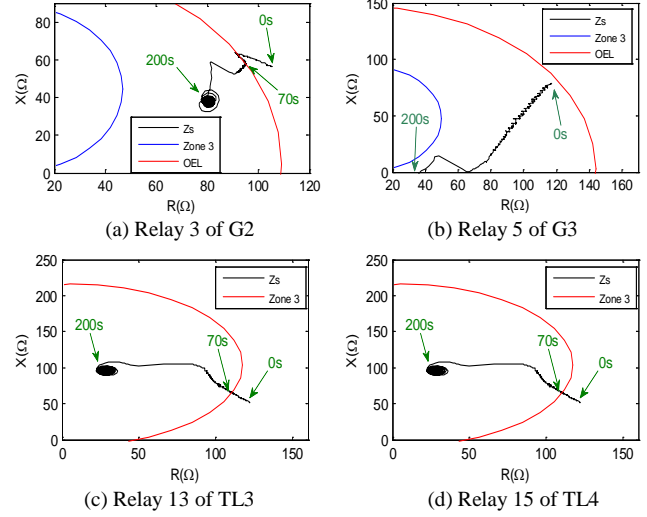 90
80
60
40
20
0
X(Ω)
200s
0s
70s
Zs
Zone 3
OEL
20
40
60
80
100
120
R(Ω)
(a) Relay 3 of G2
150
100
50
0
X(Ω)
Zs
Zone 3
OEL
200s
0s
20
40
60
80
100
120
140
160
R(Ω)
(b) Relay 5 of G3
250
200
150
100
50
0
X(Ω)
Zs
Zone 3
200s
70s
0s
0
50
100
150
R(Ω)
(c) Relay 13 of TL3
250
200
150
100
50
0
X(Ω)
Zs
Zone 3
200s
70s
0s
0
50
100
150
R(Ω)
(d) Relay 15 of TL4